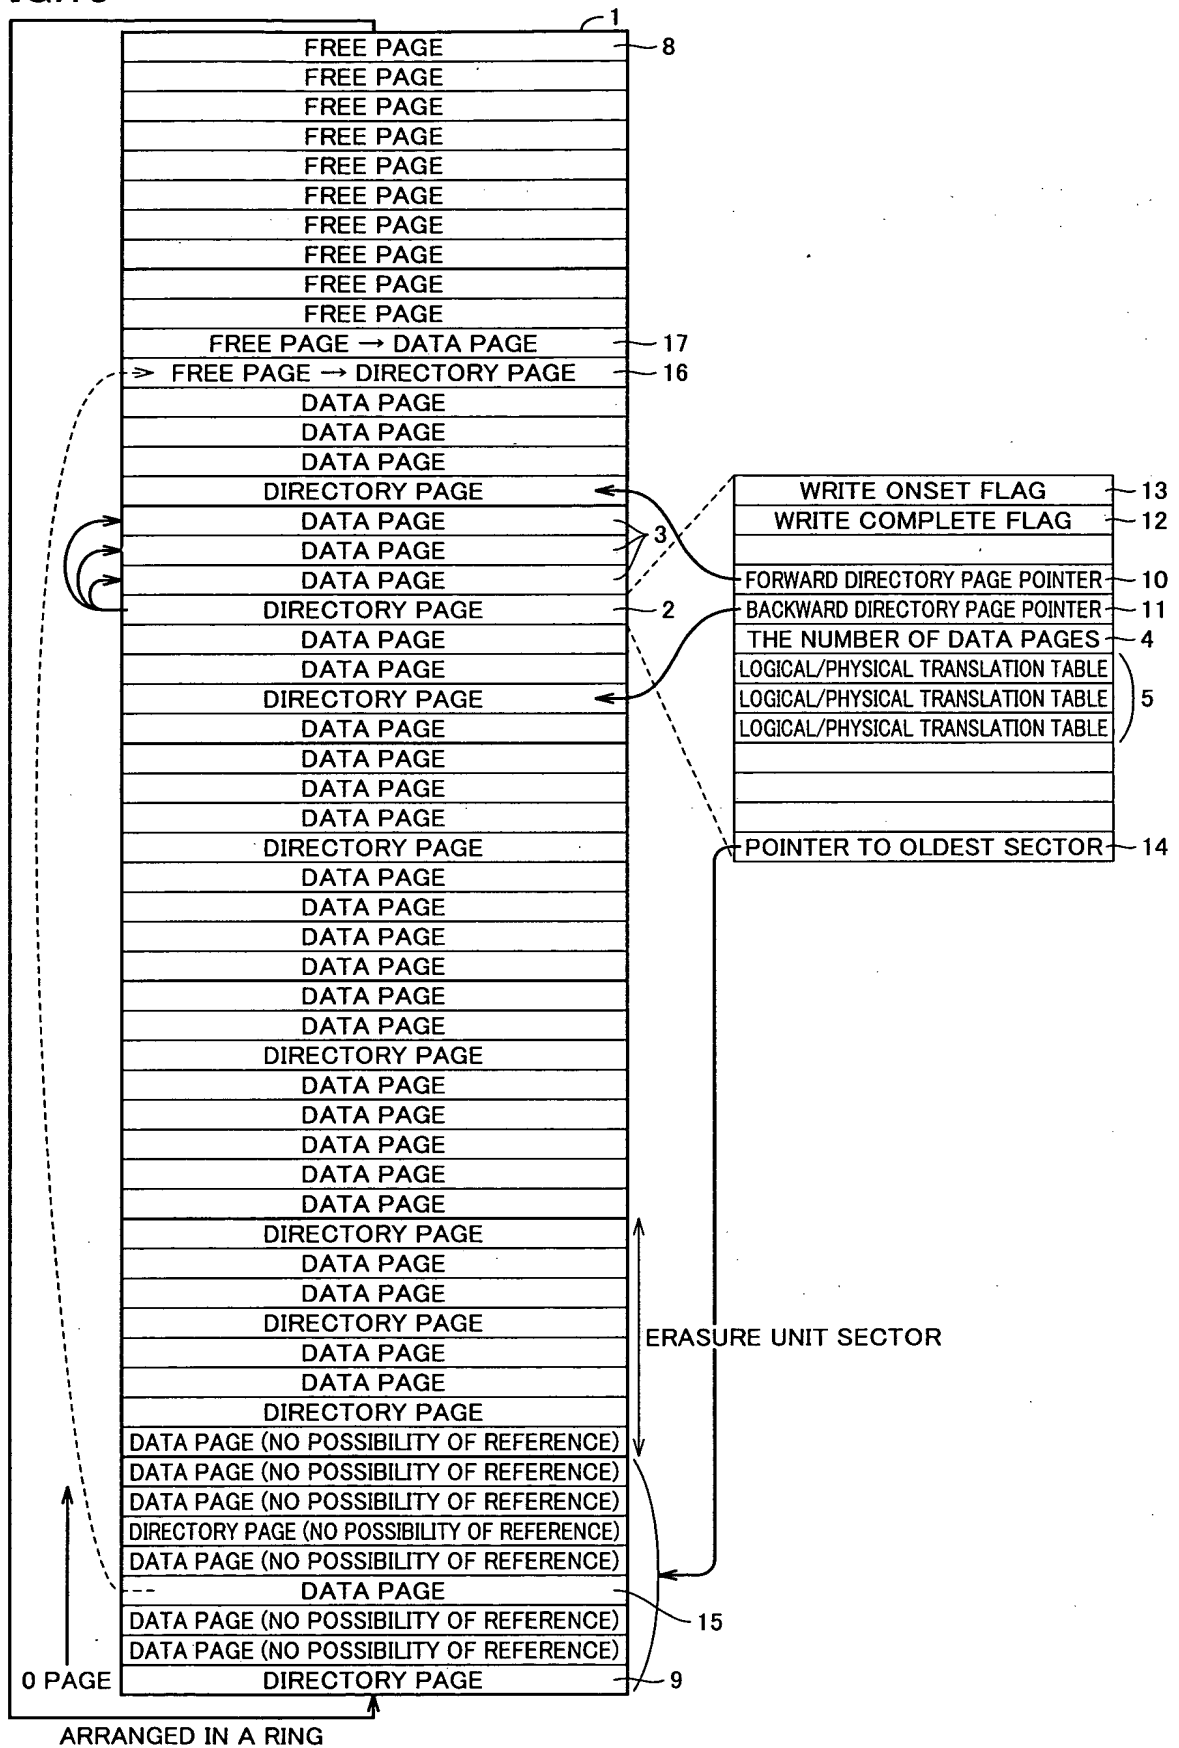 1
FREE PAGE 8
FREE PAGE
FREE PAGE
FREE PAGE
FREE PAGE
FREE PAGE
FREE PAGE
FREE PAGE
FREE PAGE
FREE PAGE
FREE PAGE → DATA PAGE 17
FREE PAGE → DIRECTORY PAGE 16
DATA PAGE
DATA PAGE
DATA PAGE
DIRECTORY PAGE
DATA PAGE
DATA PAGE 3
DATA PAGE
DIRECTORY PAGE 2
DATA PAGE
DATA PAGE
DIRECTORY PAGE
DATA PAGE
DATA PAGE
DATA PAGE
DATA PAGE
DIRECTORY PAGE
DATA PAGE
DATA PAGE
DATA PAGE
DATA PAGE
DATA PAGE
DATA PAGE
DIRECTORY PAGE
DATA PAGE
DATA PAGE
DATA PAGE
DATA PAGE
DATA PAGE
DIRECTORY PAGE
DATA PAGE
DATA PAGE
DIRECTORY PAGE
DATA PAGE
DATA PAGE
DIRECTORY PAGE
DATA PAGE (NO POSSIBILITY OF REFERENCE)
DATA PAGE (NO POSSIBILITY OF REFERENCE)
DATA PAGE (NO POSSIBILITY OF REFERENCE)
DIRECTORY PAGE (NO POSSIBILITY OF REFERENCE)
DATA PAGE (NO POSSIBILITY OF REFERENCE)
DATA PAGE 15
DATA PAGE (NO POSSIBILITY OF REFERENCE)
DATA PAGE (NO POSSIBILITY OF REFERENCE)
DIRECTORY PAGE 9
0 PAGE
ARRANGED IN A RING
ERASURE UNIT SECTOR
WRITE ONSET FLAG 13
WRITE COMPLETE FLAG 12
FORWARD DIRECTORY PAGE POINTER 10
BACKWARD DIRECTORY PAGE POINTER 11
THE NUMBER OF DATA PAGES 4
LOGICAL/PHYSICAL TRANSLATION TABLE
LOGICAL/PHYSICAL TRANSLATION TABLE 5
LOGICAL/PHYSICAL TRANSLATION TABLE
POINTER TO OLDEST SECTOR 14